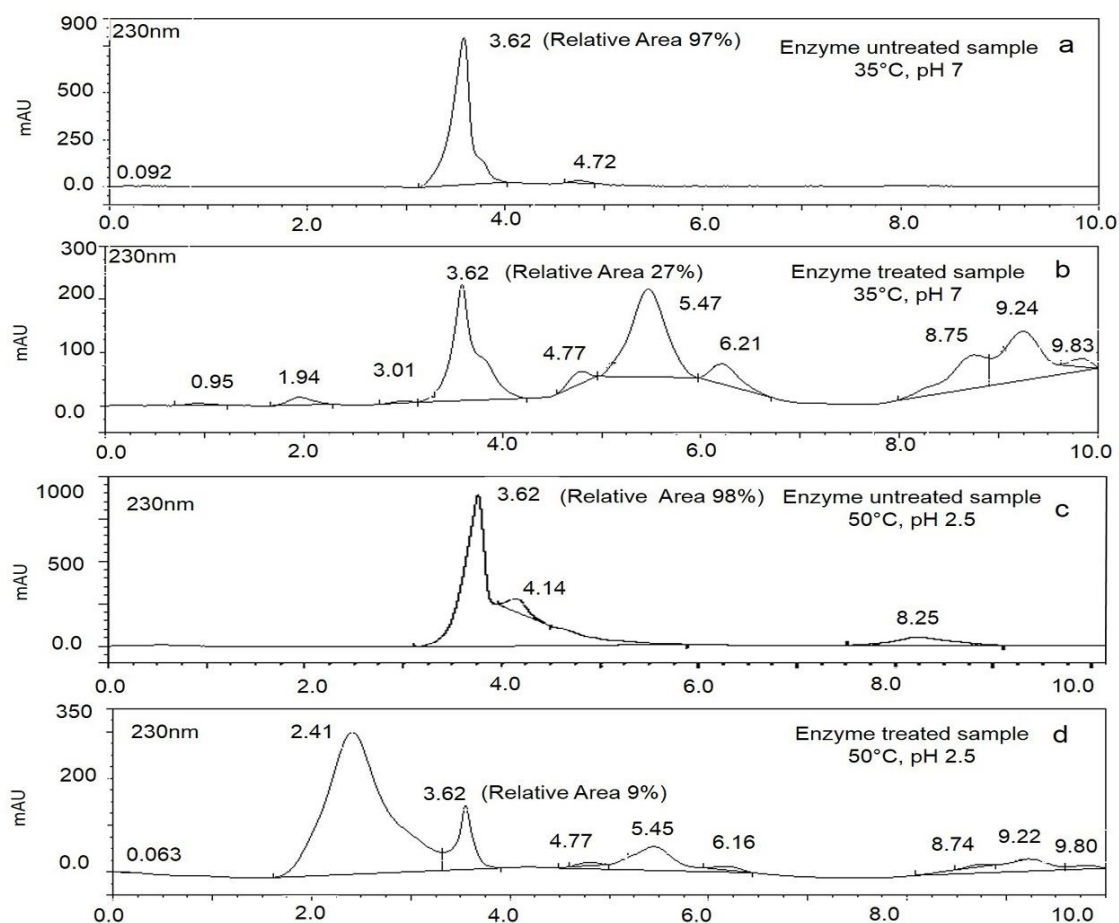 900
230nm
3.62 (Relative Area 97%)
Enzyme untreated sample
a
35°C, pH 7
500
mAU
250
0.092
4.72
0.0
0.0 2.0 4.0 6.0 8.0 10.0
300
230nm
3.62 (Relative Area 27%)
Enzyme treated sample
b
35°C, pH 7
200
5.47
9.24
mAU
8.75
9.83
100
4.77
6.21
0.95
1.94
3.01
0.0
0.0 2.0 4.0 6.0 8.0 10.0
1000
230nm
3.62 (Relative Area 98%)
Enzyme untreated sample
c
50°C, pH 2.5
500
mAU
4.14
8.25
0.0
0.0 2.0 4.0 6.0 8.0 10.0
350
230nm
2.41
Enzyme treated sample
d
50°C, pH 2.5
200
mAU
3.62 (Relative Area 9%)
4.77
5.45
6.16
8.74
9.22
9.80
0.063
0.0
0.0 2.0 4.0 6.0 8.0 10.0